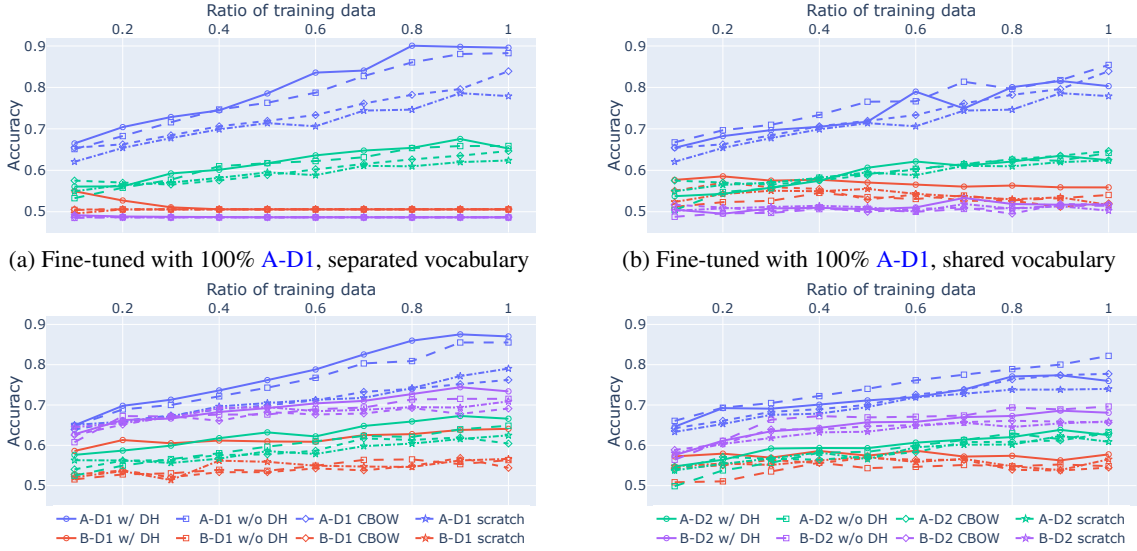 Ratio of training data
Ratio of training data
0.2 0.4 0.6 0.8 1
0.2 0.4 0.6 0.8 1
Accuracy
0.9
0.8
0.7
0.6
0.5
Accuracy
0.9
0.8
0.7
0.6
0.5
(a) Fine-tuned with 100% A-D1, separated vocabulary
(b) Fine-tuned with 100% A-D1, shared vocabulary
Ratio of training data
Ratio of training data
0.2 0.4 0.6 0.8 1
0.2 0.4 0.6 0.8 1
Accuracy
0.9
0.8
0.7
0.6
0.5
Accuracy
0.9
0.8
0.7
0.6
0.5
A-D1 w/ DH A-D1 w/o DH A-D1 CBOW A-D1 scratch
B-D1 w/ DH B-D1 w/o DH B-D1 CBOW B-D1 scratch
A-D2 w/ DH A-D2 w/o DH A-D2 CBOW A-D2 scratch
B-D2 w/ DH B-D2 w/o DH B-D2 CBOW B-D2 scratch